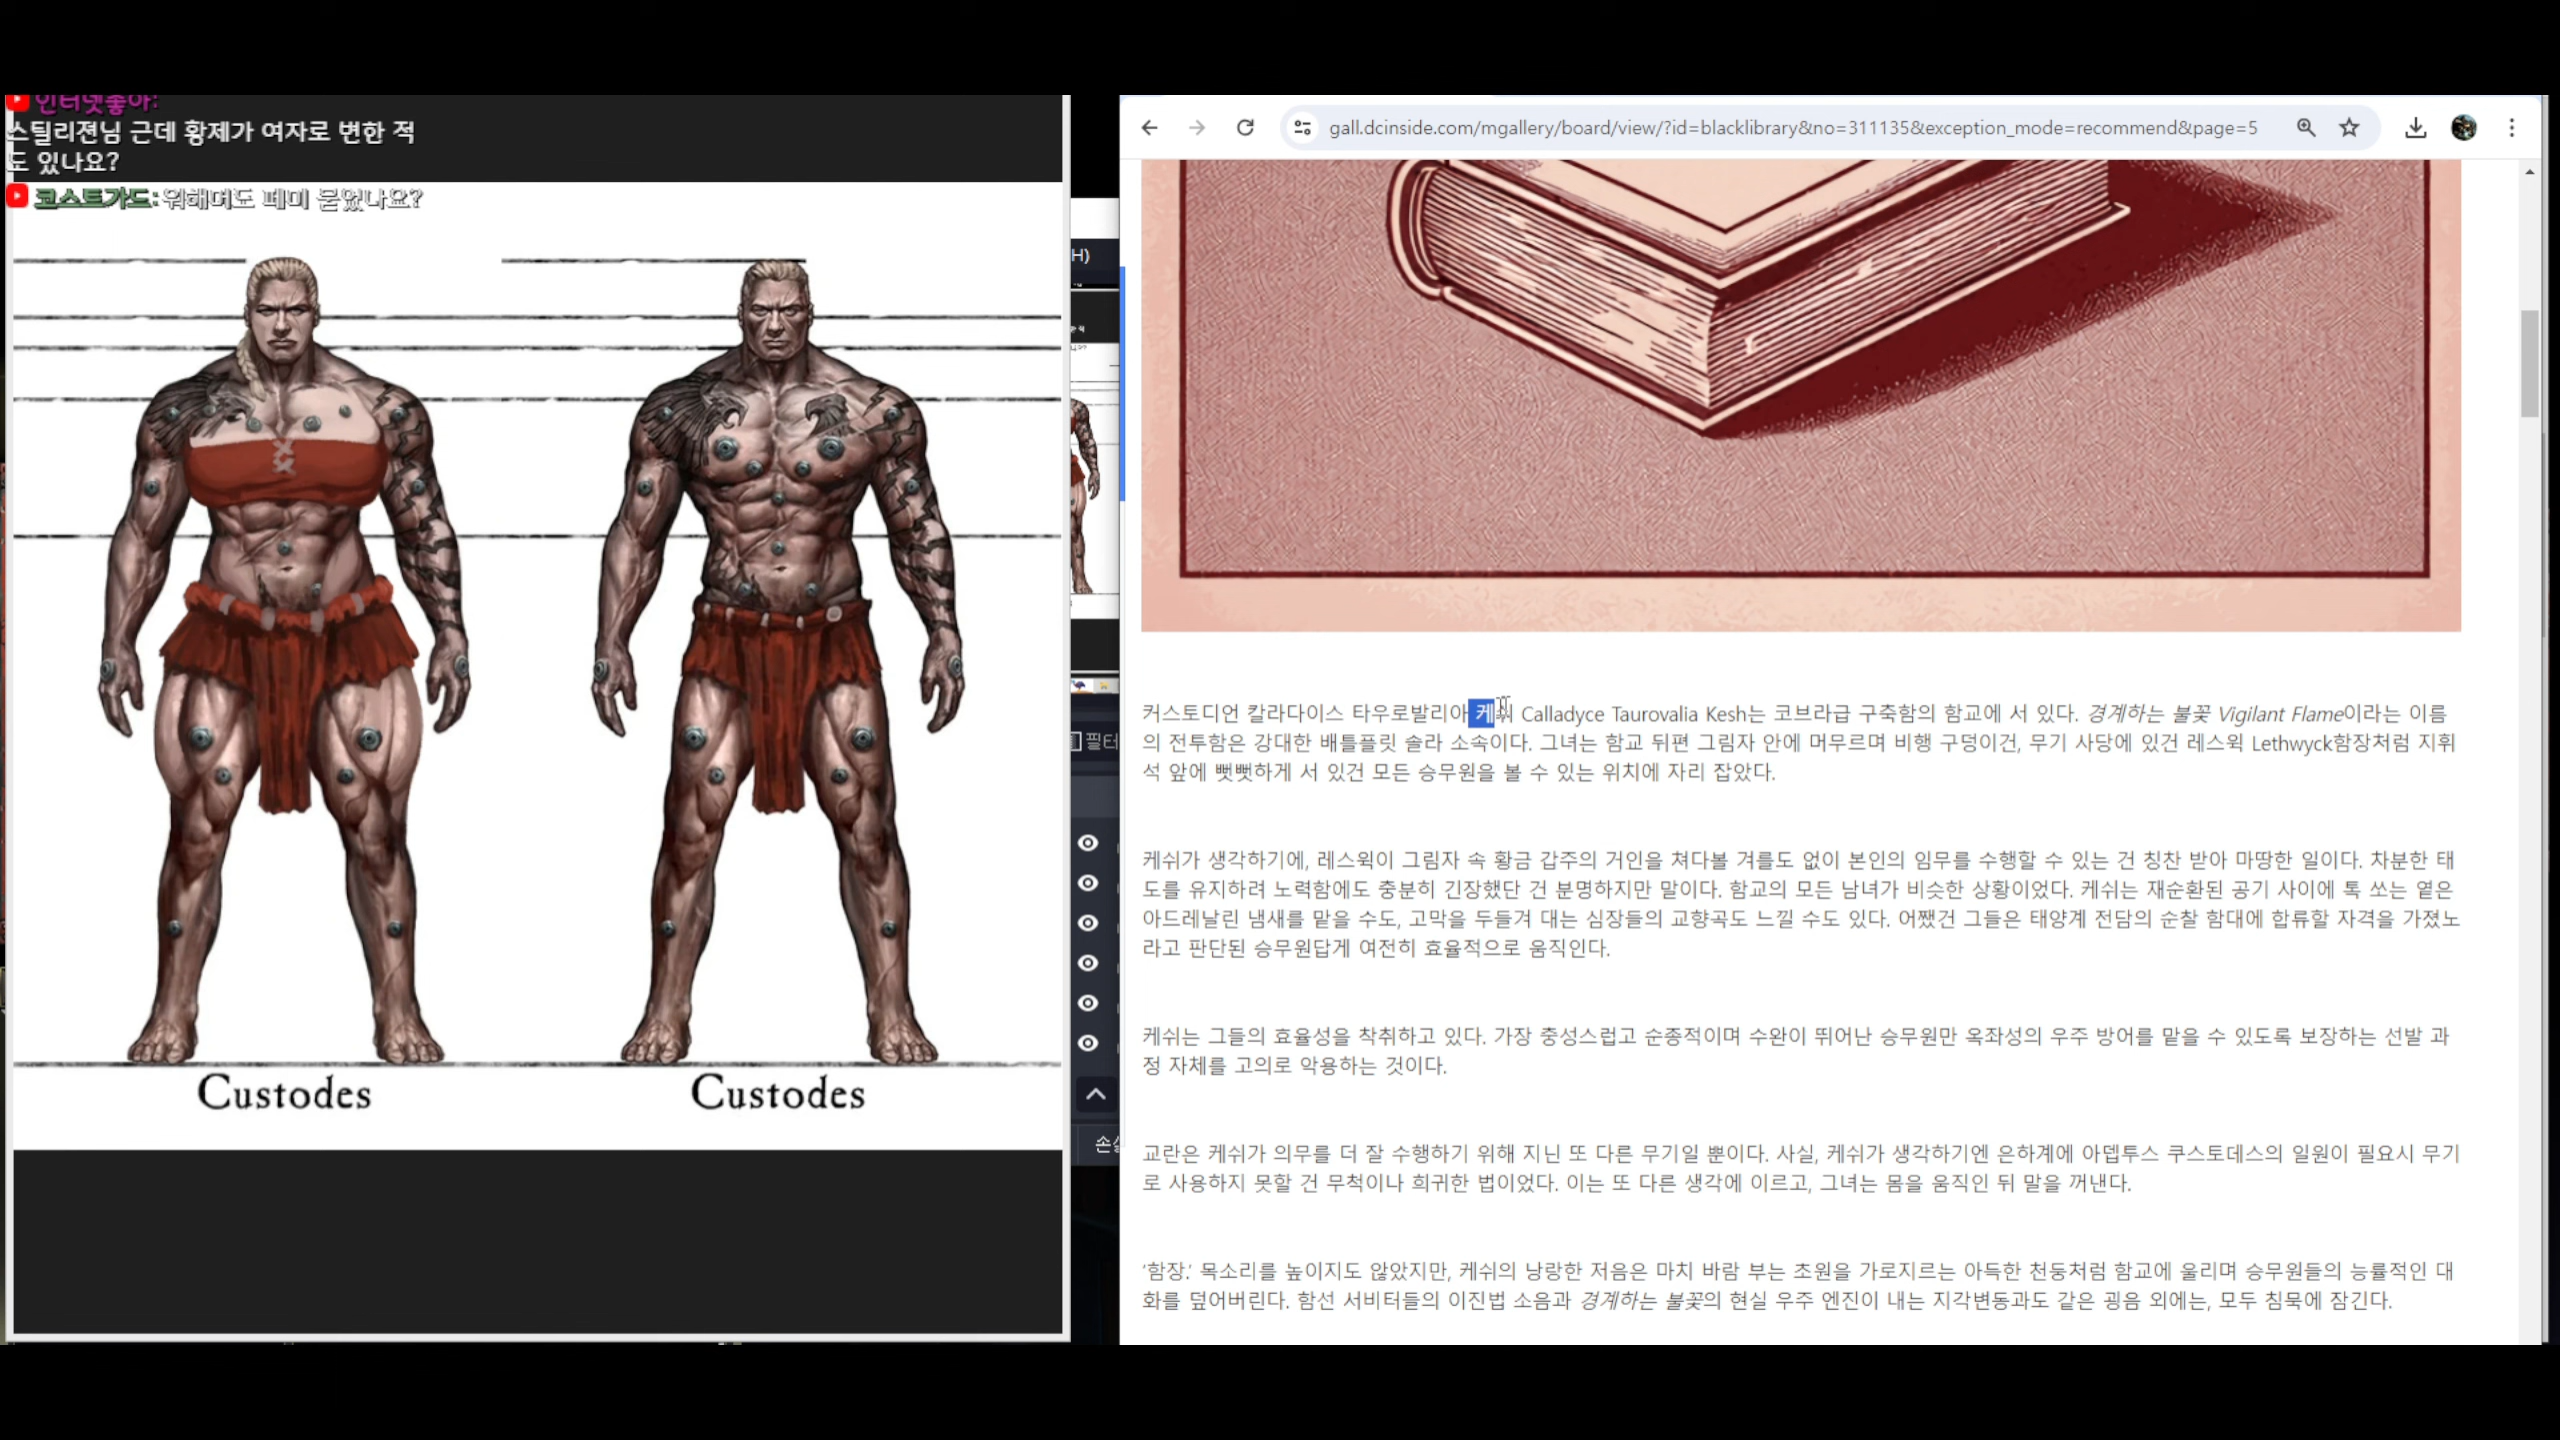 인터넷좋아:
스틸리젼님 근데 황제가 여자로 변한 적
도 있나요?
코스트가드: 워해머도 페미 묻었나요?
Custodes
Custodes
H)
필터
손실
gall.dcinside.com/mgallery/board/view/?id=blacklibrary&no=311135&exception_mode=recommend&page=5
커스토디언 칼라다이스 타우로발리아 케쉬 Calladyce Taurovalia Kesh는 코브라급 구축함의 함교에 서 있다. 경계하는 불꽃 Vigilant Flame이라는 이름
의 전투함은 강대한 배틀플릿 솔라 소속이다. 그녀는 함교 뒤편 그림자 안에 머무르며 비행 구덩이건, 무기 사당에 있건 레스윅 Lethwyck함장처럼 지휘
석 앞에 뻣뻣하게 서 있건 모든 승무원을 볼 수 있는 위치에 자리 잡았다.
케쉬가 생각하기에, 레스윅이 그림자 속 황금 갑주의 거인을 쳐다볼 겨를도 없이 본인의 임무를 수행할 수 있는 건 칭찬 받아 마땅한 일이다. 차분한 태
도를 유지하려 노력함에도 충분히 긴장했단 건 분명하지만 말이다. 함교의 모든 남녀가 비슷한 상황이었다. 케쉬는 재순환된 공기 사이에 톡 쏘는 옅은
아드레날린 냄새를 맡을 수도, 고막을 두들겨 대는 심장들의 교향곡도 느낄 수도 있다. 어쨌건 그들은 태양계 전담의 순찰 함대에 합류할 자격을 가졌노
라고 판단된 승무원답게 여전히 효율적으로 움직인다.
케쉬는 그들의 효율성을 착취하고 있다. 가장 충성스럽고 순종적이며 수완이 뛰어난 승무원만 옥좌성의 우주 방어를 맡을 수 있도록 보장하는 선발 과
정 자체를 고의로 악용하는 것이다.
교란은 케쉬가 의무를 더 잘 수행하기 위해 지닌 또 다른 무기일 뿐이다. 사실, 케쉬가 생각하기엔 은하계에 아뎁투스 쿠스토데스의 일원이 필요시 무기
로 사용하지 못할 건 무척이나 희귀한 법이었다. 이는 또 다른 생각에 이르고, 그녀는 몸을 움직인 뒤 말을 꺼낸다.
‘함장.’ 목소리를 높이지도 않았지만, 케쉬의 낭랑한 저음은 마치 바람 부는 초원을 가로지르는 아득한 천둥처럼 함교에 울리며 승무원들의 능률적인 대
화를 덮어버린다. 함선 서비터들의 이진법 소음과 경계하는 불꽃의 현실 우주 엔진이 내는 지각변동과도 같은 굉음 외에는, 모두 침묵에 잠긴다.